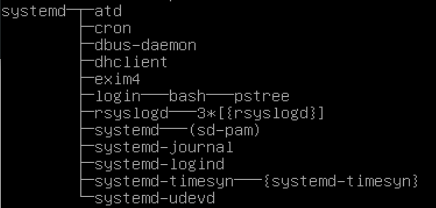 systemd─┬─atd
        ├─cron
        ├─dbus-daemon
        ├─dhclient
        ├─exim4
        ├─login───bash───pstree
        ├─rsyslogd───3*[{rsyslogd}]
        ├─systemd───(sd-pam)
        ├─systemd-journal
        ├─systemd-logind
        ├─systemd-timesyn───{systemd-timesyn}
        └─systemd-udevd